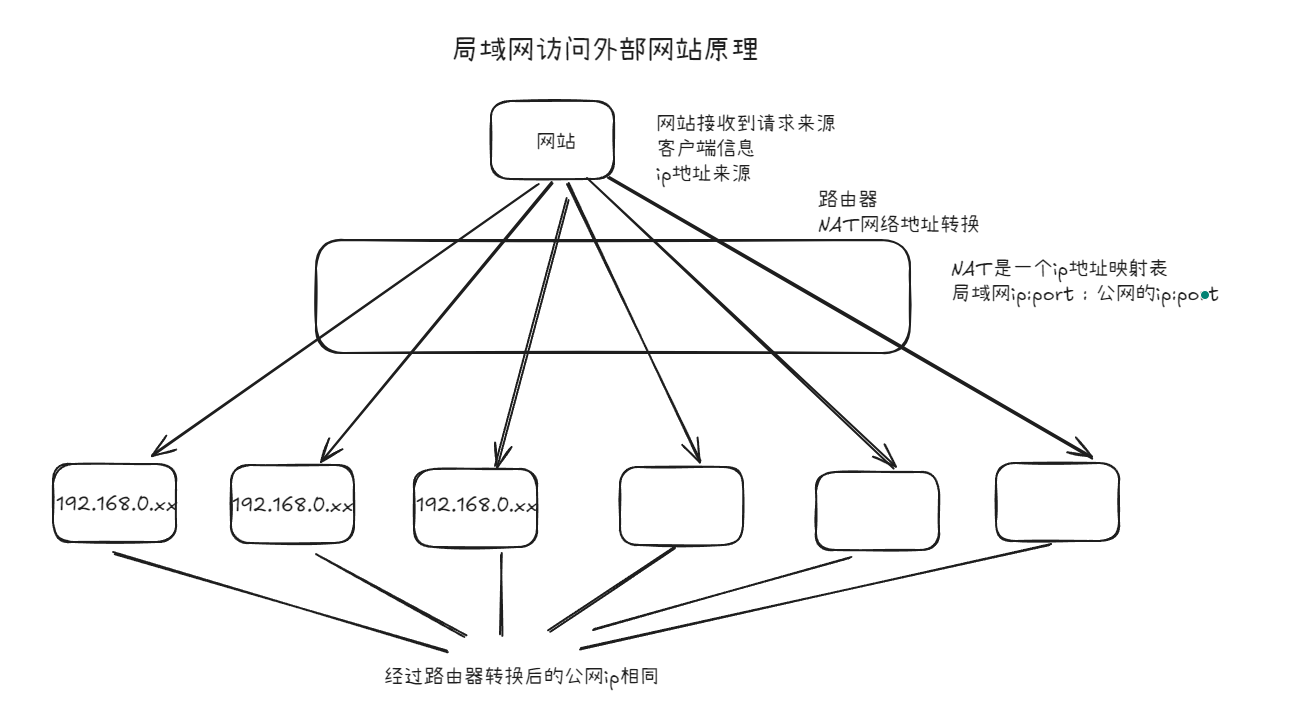 局域网访问外部网站原理
网站
网站接收到请求来源
客户端信息
ip地址来源
路由器
NAT网络地址转换
NAT是一个ip地址映射表
局域网ip:port : 公网的ip:port
192.168.0.xx
192.168.0.xx
192.168.0.xx
经过路由器转换后的公网ip相同